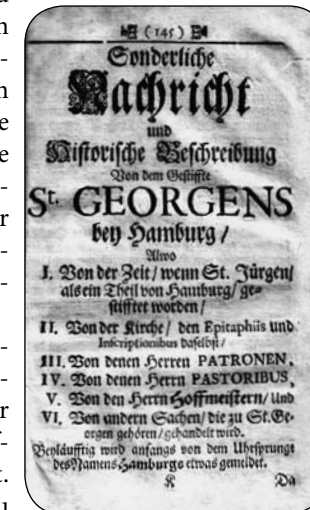 ( 145 )
Sonderliche
Nachricht
und
Historische Beschreibung
Von dem Gestiffte
St. GEORGENS
bey Hamburg /
Alwo
I. Von der Zeit / wenn St. Jürgen /
als ein Theil von Hamburg / ge-
stifftet worden /
II. Von der Kirche / den Epitaphiis und
Inscriptionibus daselbst /
III. Von denen Herren PATRONEN,
IV. Von denen Herrn PASTORIBUS,
V. Von den Herrn Hoffmeistern / Und
VI. Von andern Sachen / die zu St. Ge-
orgen gehören / gehandelt wird.
Beyläufftig wird anfangs von dem Uhrsprunge
des Namens Hamburgs etwas gemeldet.
K Da